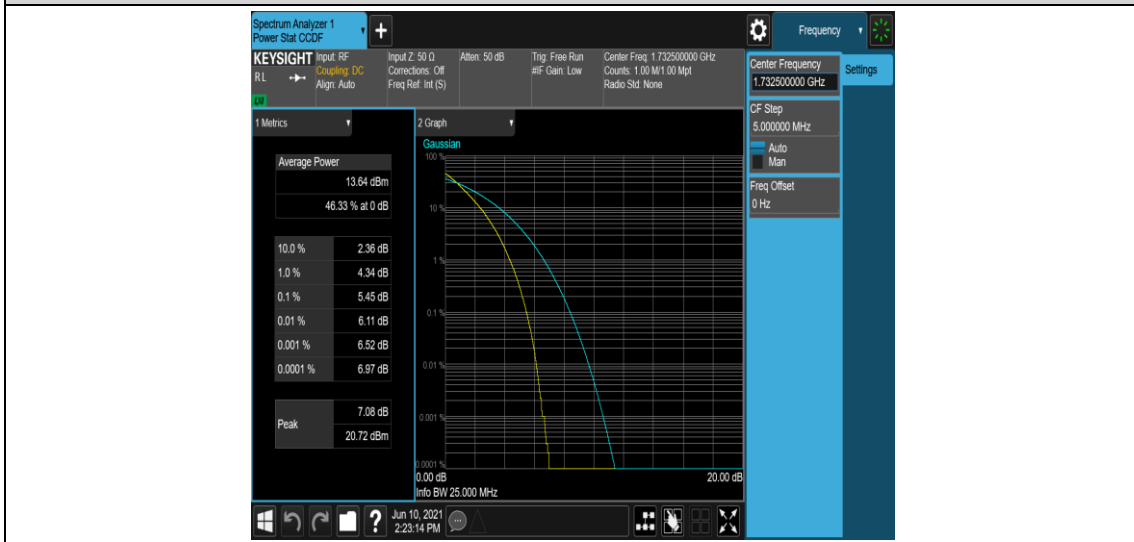 Spectrum Analyzer 1
Power Stat CCDF
+
Frequency
KEYSIGHT
RL
LXI
Input: RF
Coupling: DC
Align: Auto
Input Z: 50 Ω
Corrections: Off
Freq Ref: Int (S)
Atten: 50 dB
Trig: Free Run
#IF Gain: Low
Center Freq: 1.732500000 GHz
Counts: 1.00 M/1.00 Mpt
Radio Std: None
Center Frequency
1.732500000 GHz
Settings
CF Step
5.000000 MHz
Auto
Man
Freq Offset
0 Hz
1 Metrics
Average Power
13.64 dBm
46.33 % at 0 dB
10.0 % 2.36 dB
1.0 % 4.34 dB
0.1 % 5.45 dB
0.01 % 6.11 dB
0.001 % 6.52 dB
0.0001 % 6.97 dB
Peak
7.08 dB
20.72 dBm
2 Graph
Gaussian
100 %
10 %
1 %
0.1 %
0.01 %
0.001 %
0.0001 %
0.00 dB 20.00 dB
Info BW 25.000 MHz
?
Jun 10, 2021
2:23:14 PM